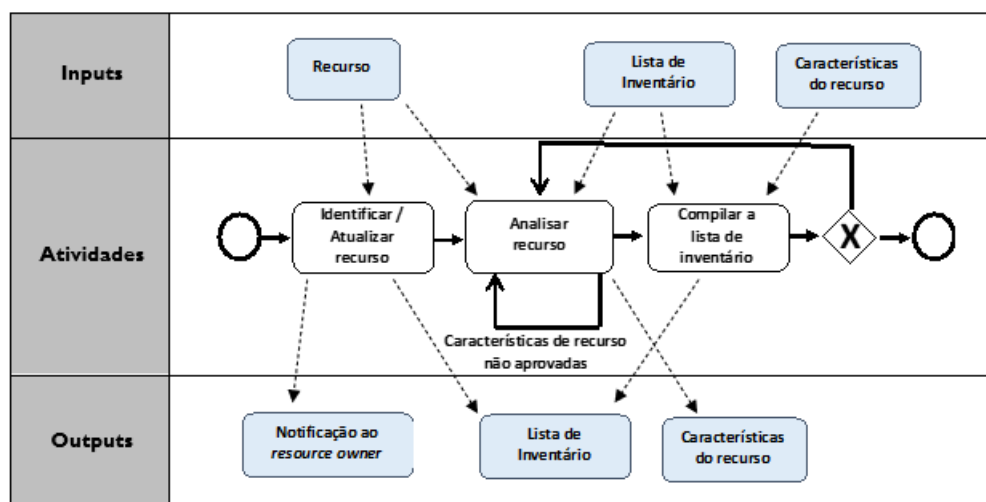 Inputs
Recurso
Lista de
Inventário
Características
do recurso
Atividades
Identificar /
Atualizar
recurso
Analisar
recurso
Compilar a
lista de
inventário
X
Características de recurso
não aprovadas
Outputs
Notificação ao
resource owner
Lista de
Inventário
Características
do recurso